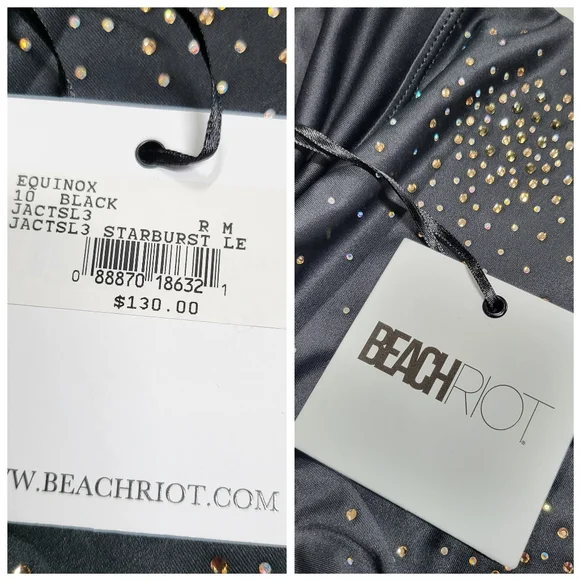 EQUINOX
10 BLACK
JACTSL3 R M
JACTSL3 STARBURST LE
0 88870 18632 1
$130.00
W.BEACHRIOT.COM
BEACHRIOT